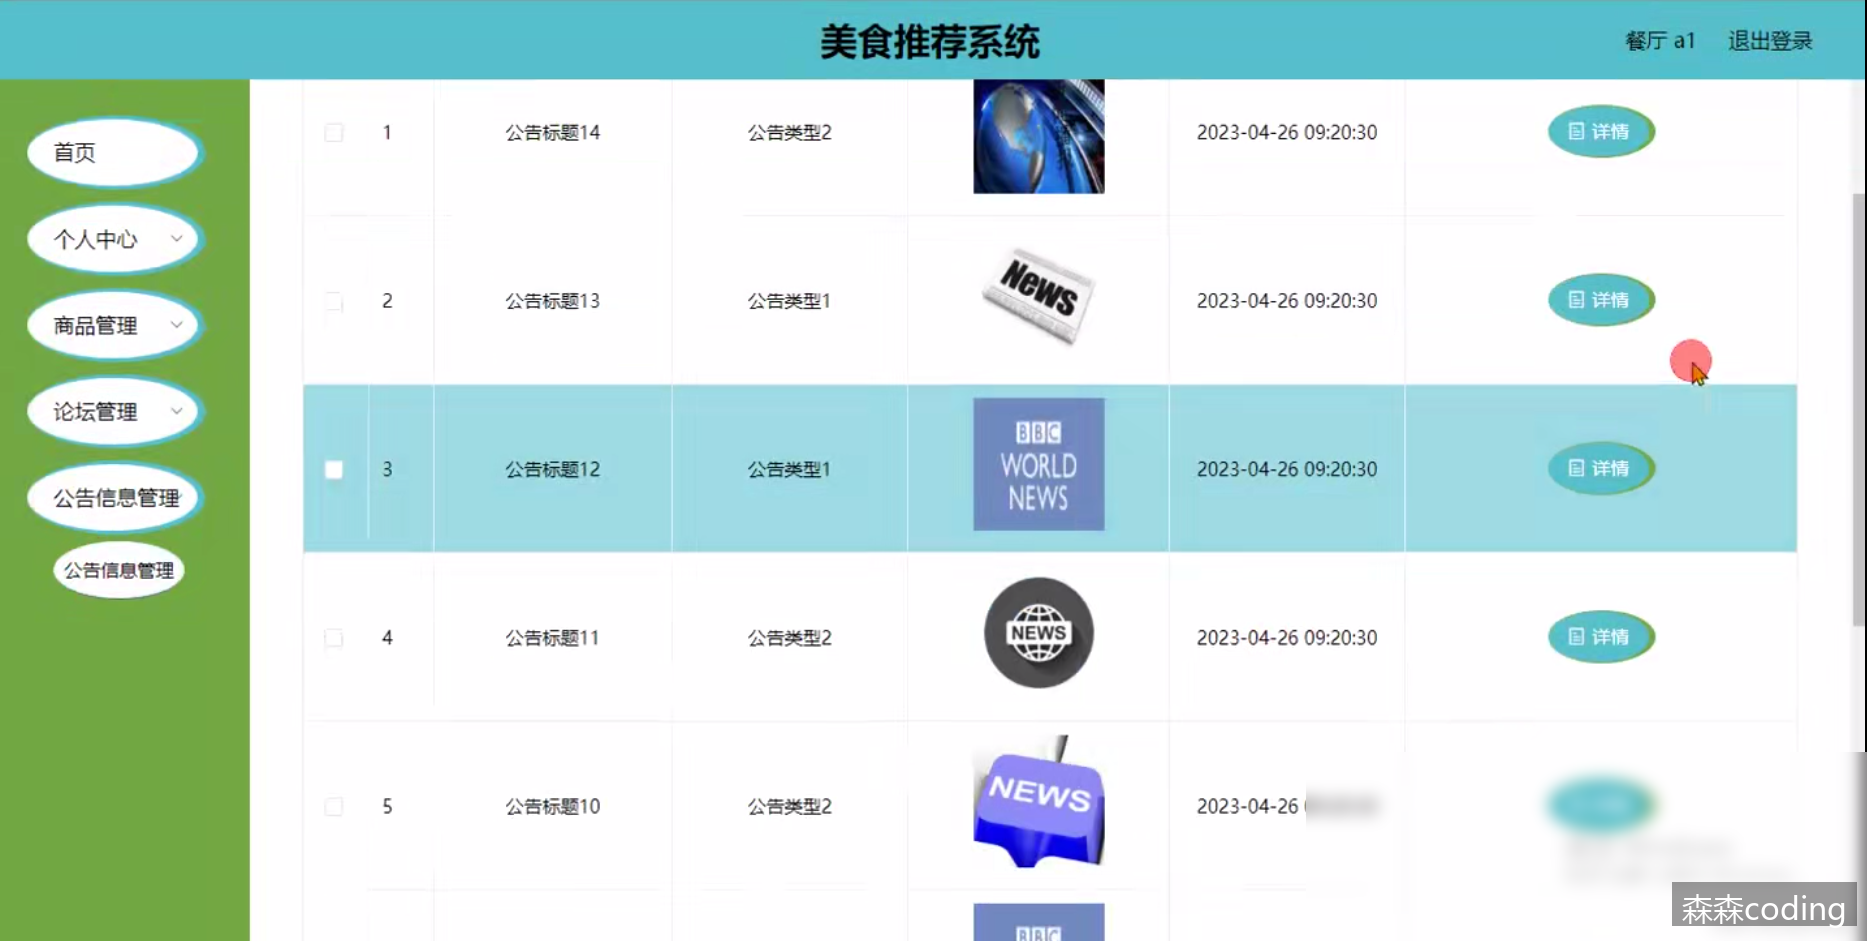 美食推荐系统
餐厅 a1
退出登录
首页
个人中心
商品管理
论坛管理
公告信息管理
公告信息管理
1 公告标题14 公告类型2 2023-04-26 09:20:30 详情
2 公告标题13 公告类型1 News 2023-04-26 09:20:30 详情
3 公告标题12 公告类型1 BBC 2023-04-26 09:20:30 详情
WORLD
NEWS
4 公告标题11 公告类型2 NEWS 2023-04-26 09:20:30 详情
5 公告标题10 公告类型2 NEWS 2023-04-26
BBC
森森coding